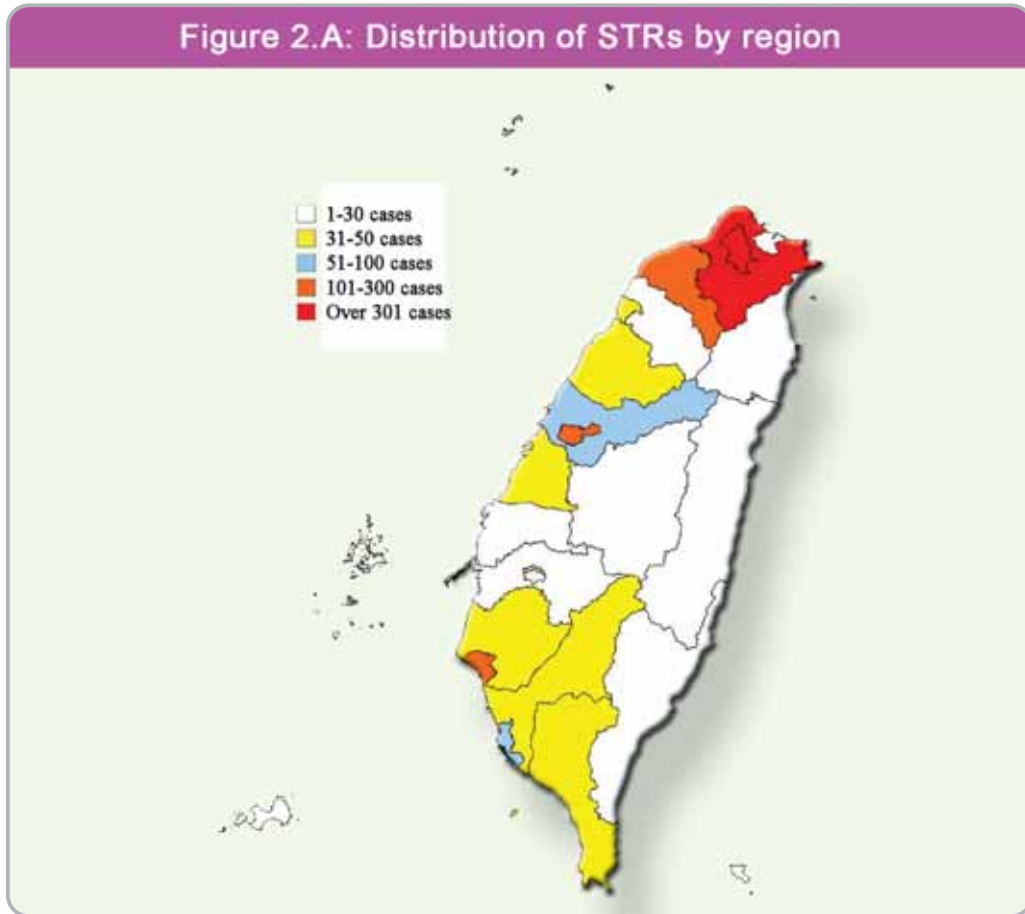 Figure 2.A: Distribution of STRs by region
1-30 cases
31-50 cases
51-100 cases
101-300 cases
Over 301 cases